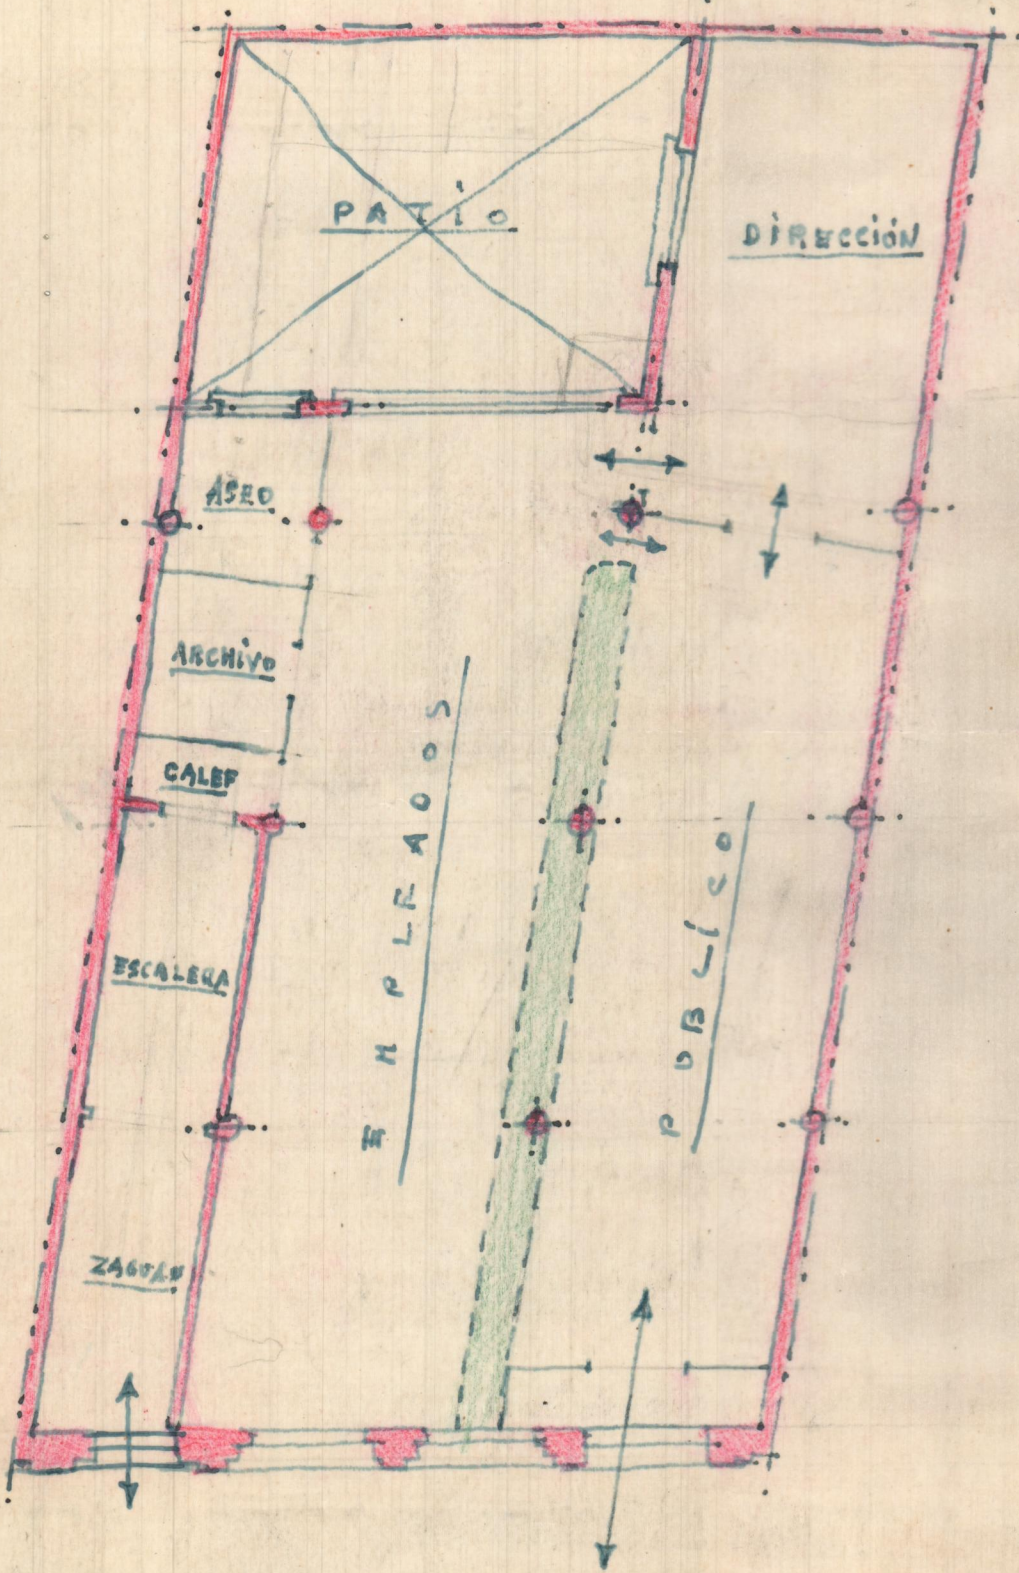 PATIO
DIRECCIÓN
ASEO
ARCHIVO
CALEF
EMPLEADOS
PUBLICO
ESCALERA
ZAGUAN